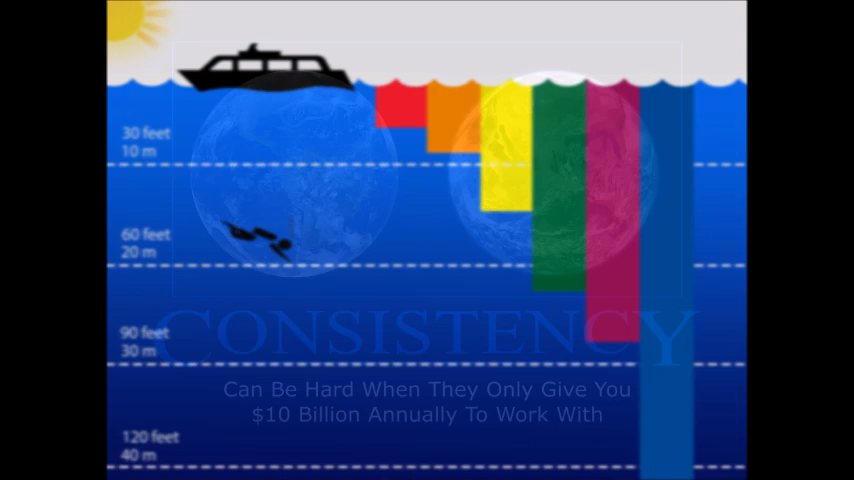 30 feet
10 m
60 feet
20 m
90 feet
30 m
120 feet
40 m
CONSISTENCY
Can Be Hard When They Only Give You
$10 Billion Annually To Work With